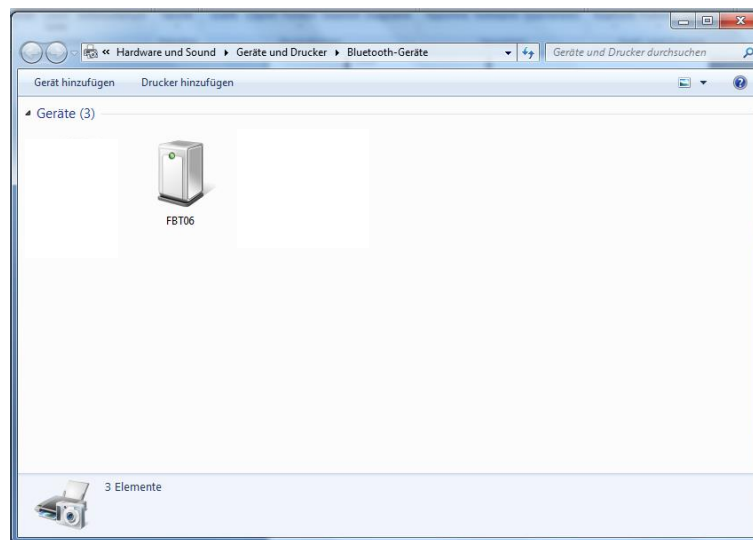 « Hardware und Sound ▸ Geräte und Drucker ▸ Bluetooth-Geräte
Geräte und Drucker durchsuchen
Gerät hinzufügen Drucker hinzufügen
Geräte (3)
FBT06
3 Elemente